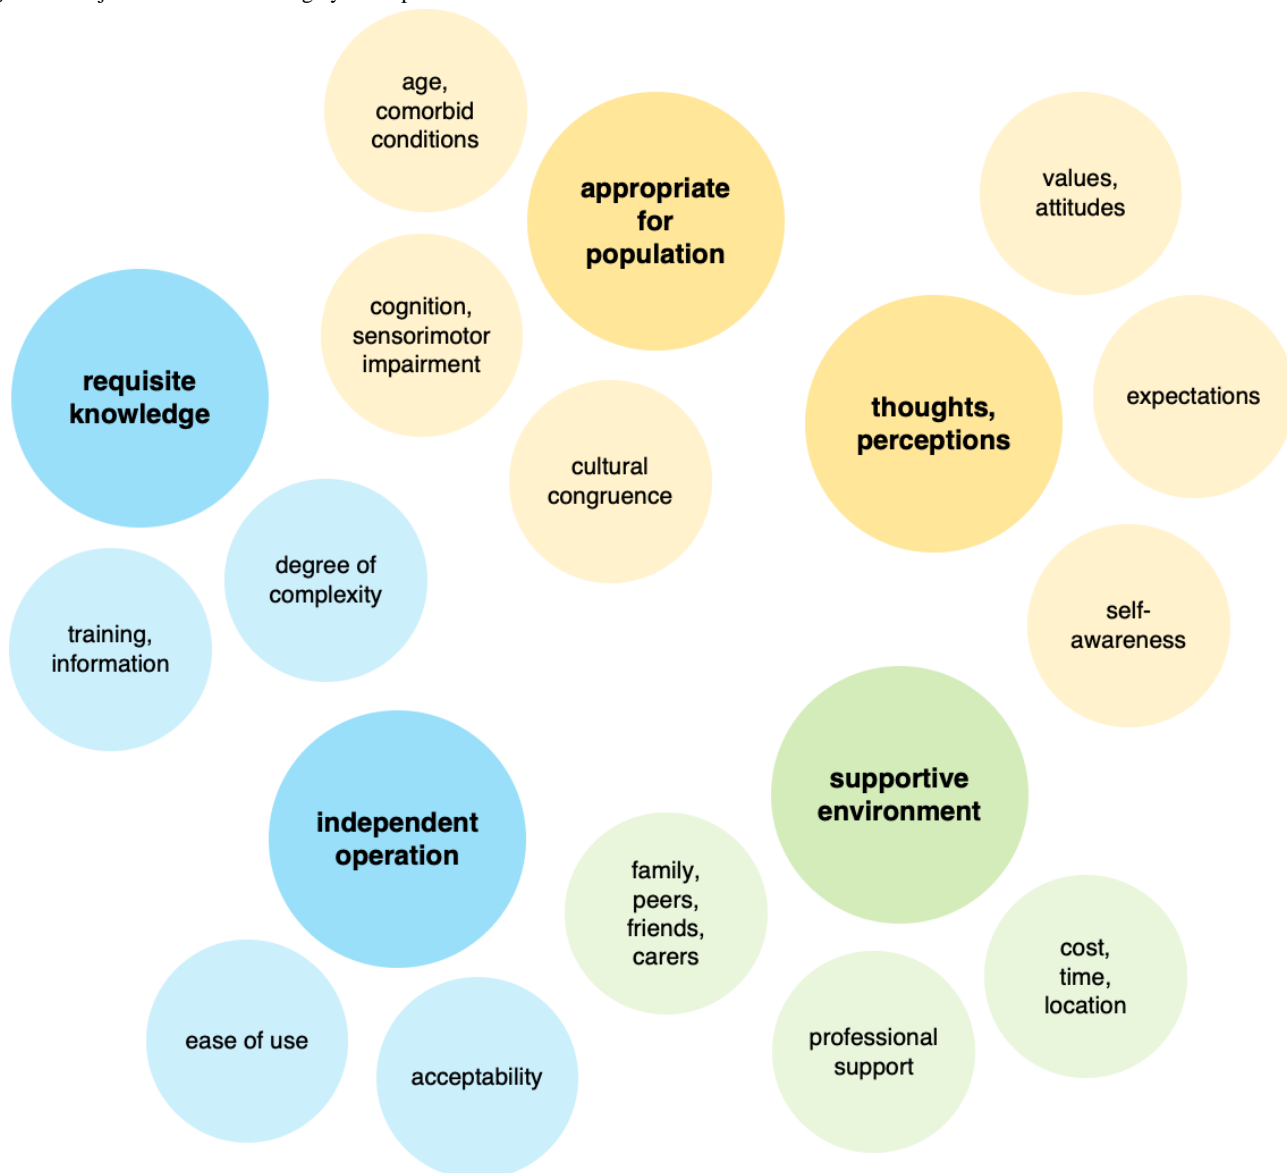 age,
comorbid
conditions
appropriate
for
population
values,
attitudes
cognition,
sensorimotor
impairment
requisite
knowledge
thoughts,
perceptions
expectations
cultural
congruence
degree of
complexity
training,
information
self-
awareness
independent
operation
supportive
environment
family,
peers,
friends,
carers
cost,
time,
location
professional
support
ease of use
acceptability